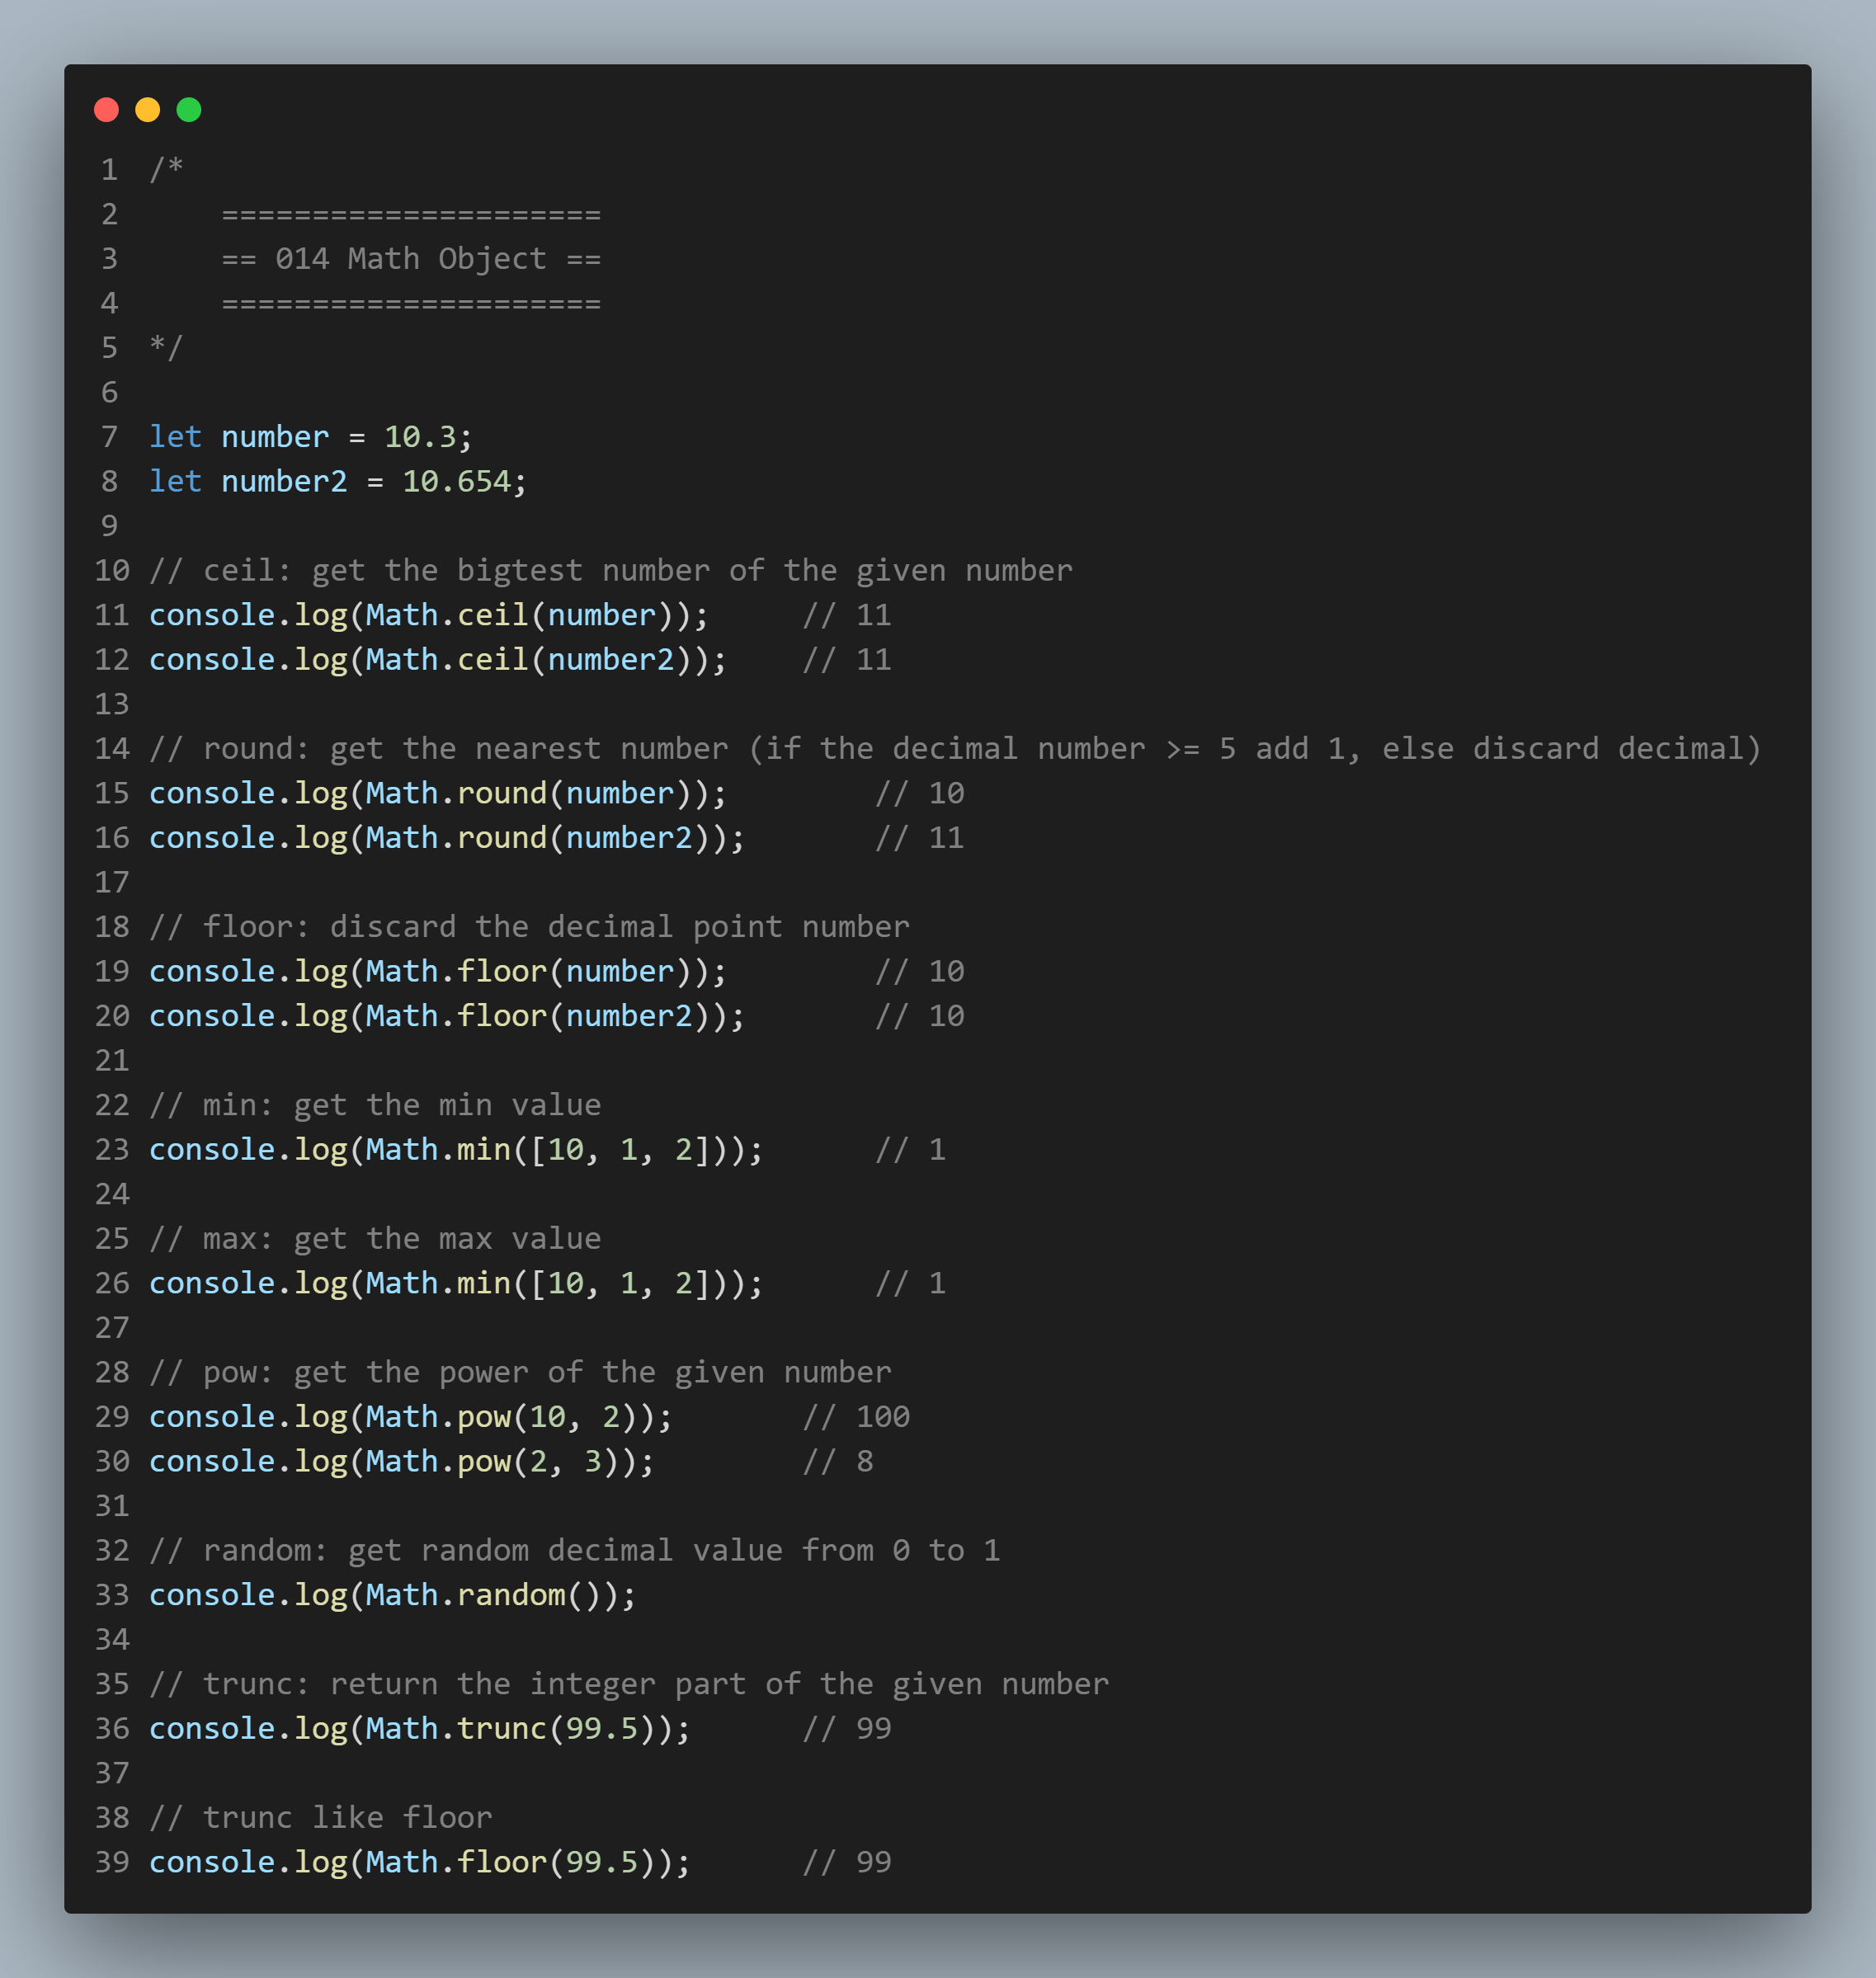 1 /*
2     =====================
3     == 014 Math Object ==
4     =====================
5 */
6
7 let number = 10.3;
8 let number2 = 10.654;
9
10 // ceil: get the bigtest number of the given number
11 console.log(Math.ceil(number));     // 11
12 console.log(Math.ceil(number2));    // 11
13
14 // round: get the nearest number (if the decimal number >= 5 add 1, else discard decimal)
15 console.log(Math.round(number));        // 10
16 console.log(Math.round(number2));       // 11
17
18 // floor: discard the decimal point number
19 console.log(Math.floor(number));        // 10
20 console.log(Math.floor(number2));       // 10
21
22 // min: get the min value
23 console.log(Math.min([10, 1, 2]));      // 1
24
25 // max: get the max value
26 console.log(Math.min([10, 1, 2]));      // 1
27
28 // pow: get the power of the given number
29 console.log(Math.pow(10, 2));       // 100
30 console.log(Math.pow(2, 3));        // 8
31
32 // random: get random decimal value from 0 to 1
33 console.log(Math.random());
34
35 // trunc: return the integer part of the given number
36 console.log(Math.trunc(99.5));      // 99
37
38 // trunc like floor
39 console.log(Math.floor(99.5));      // 99